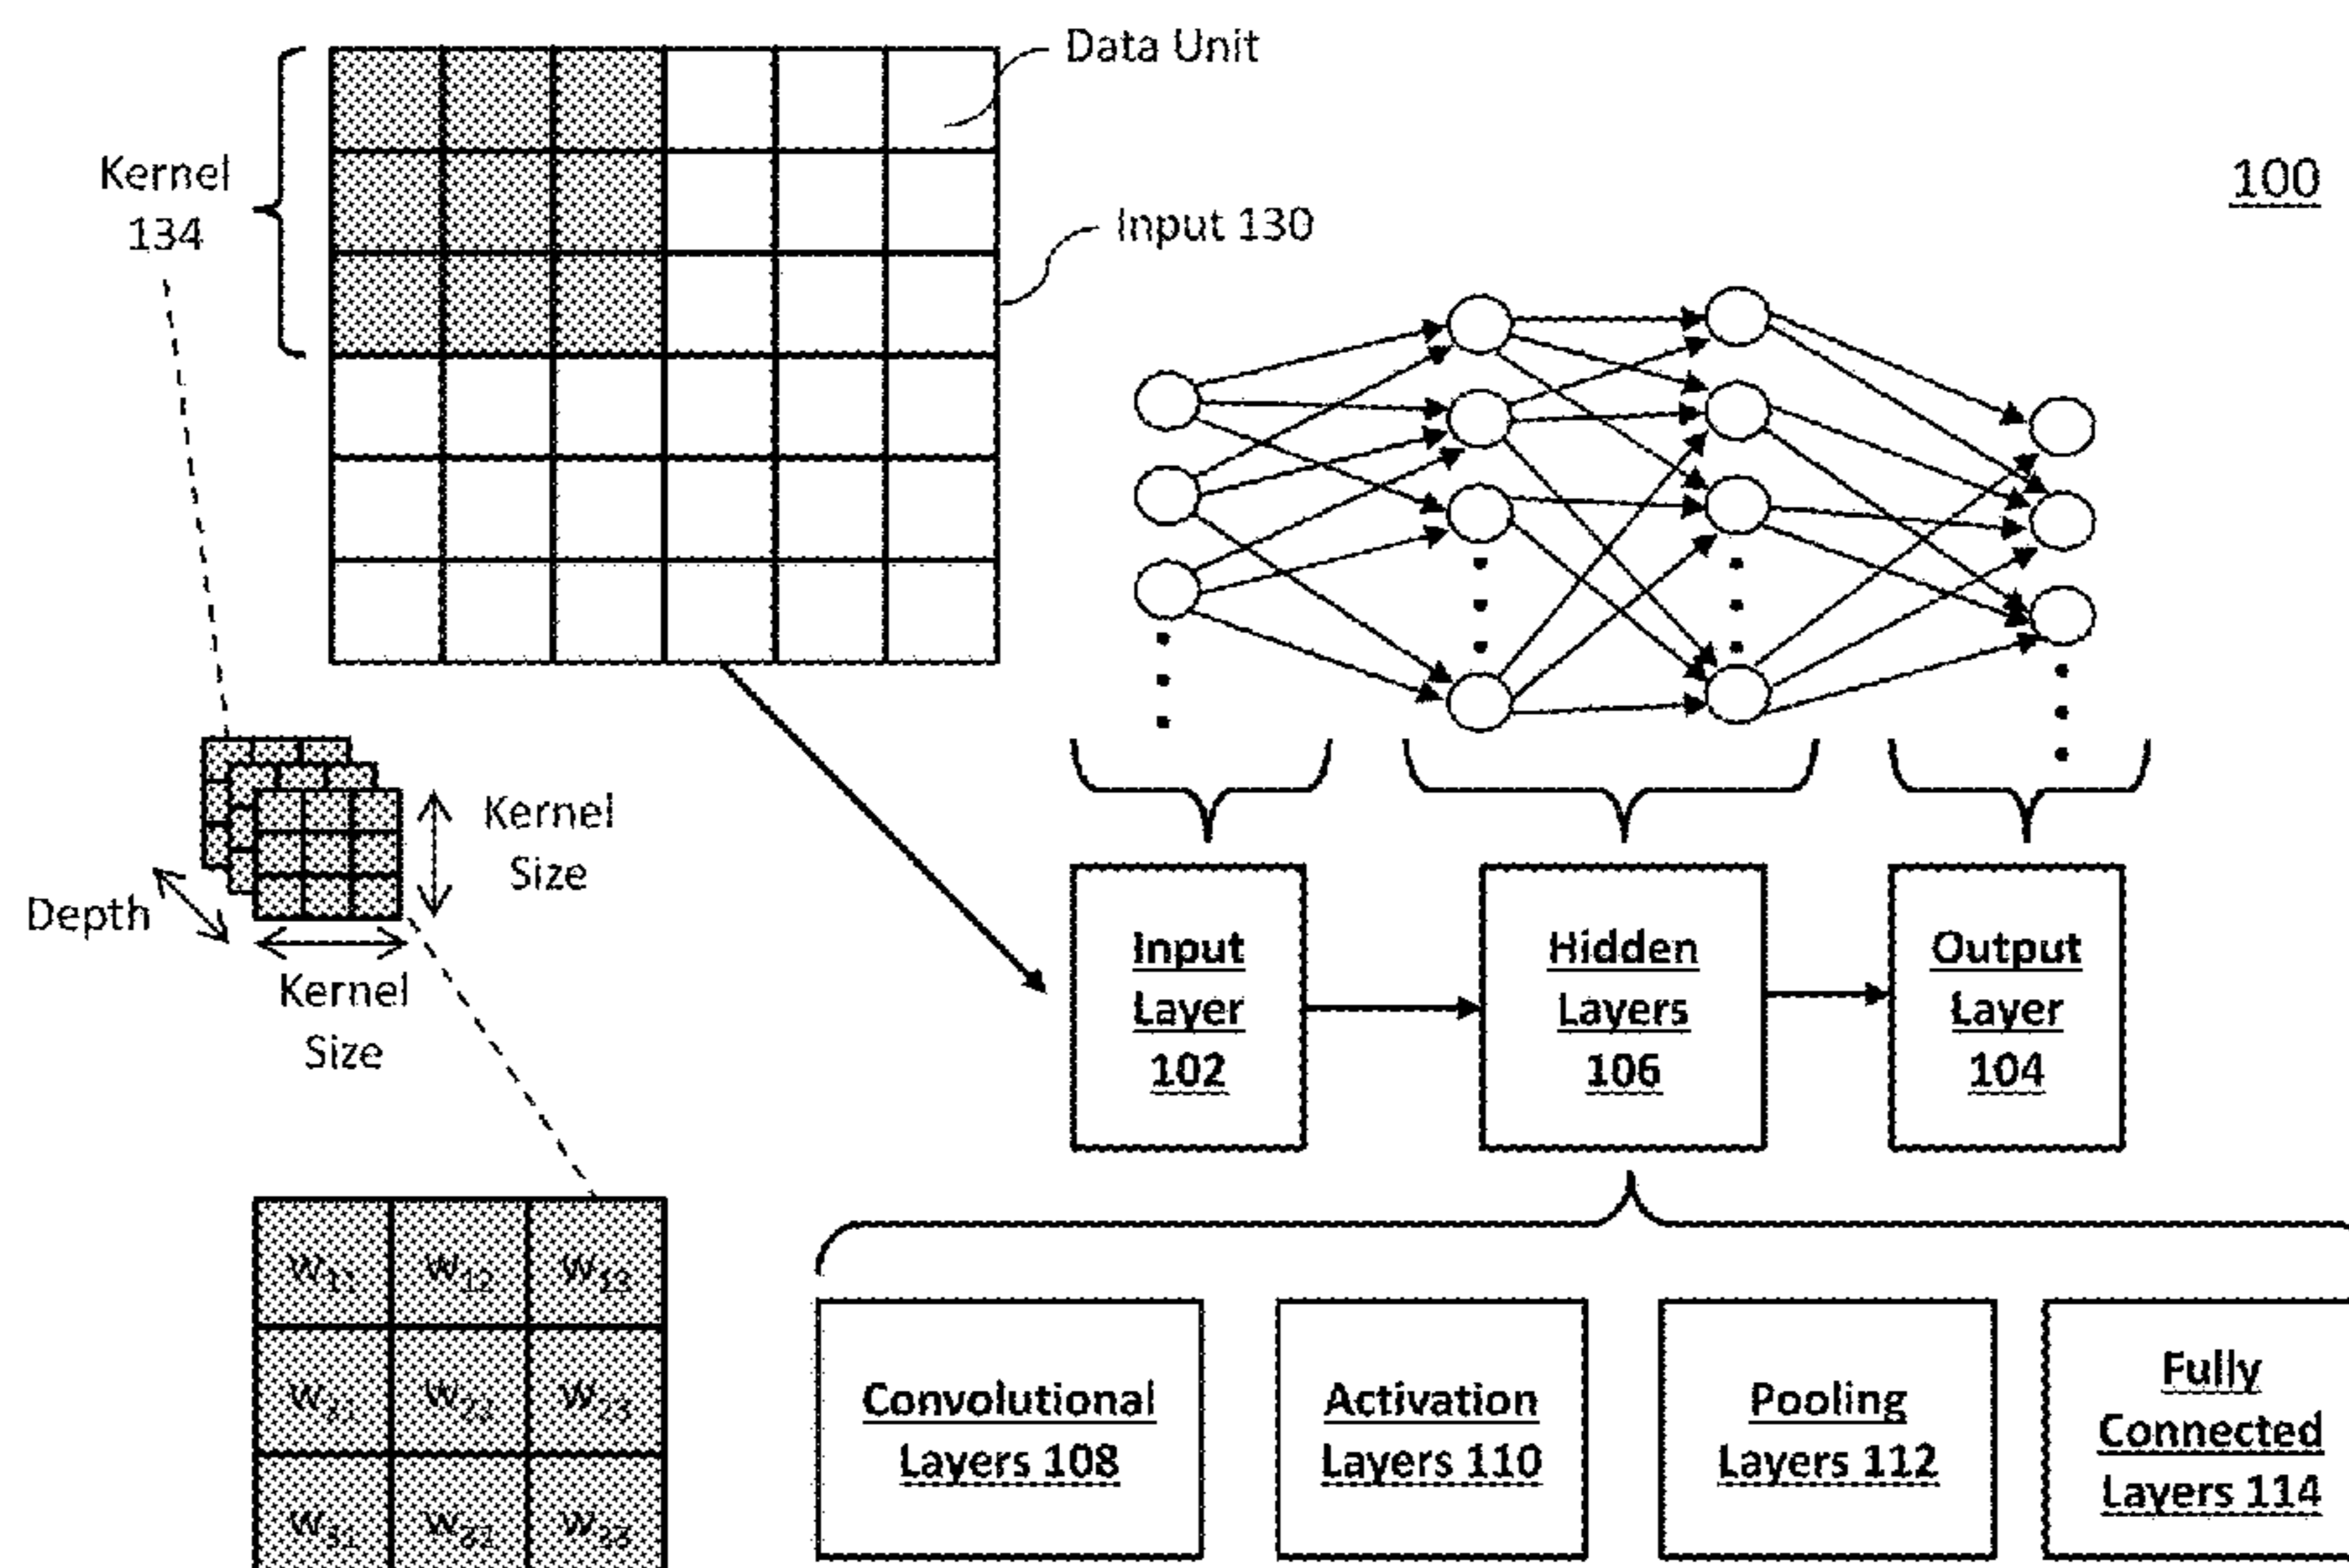 Data Unit
Kernel
134
Input 130
100
Kernel
Size
Depth
Kernel
Size
Input
Layer
102
Hidden
Layers
106
Output
Layer
104
w11 w12 w13
w21 w22 w23
w31 w32 w33
Convolutional
Layers 108
Activation
Layers 110
Pooling
Layers 112
Fully
Connected
Layers 114